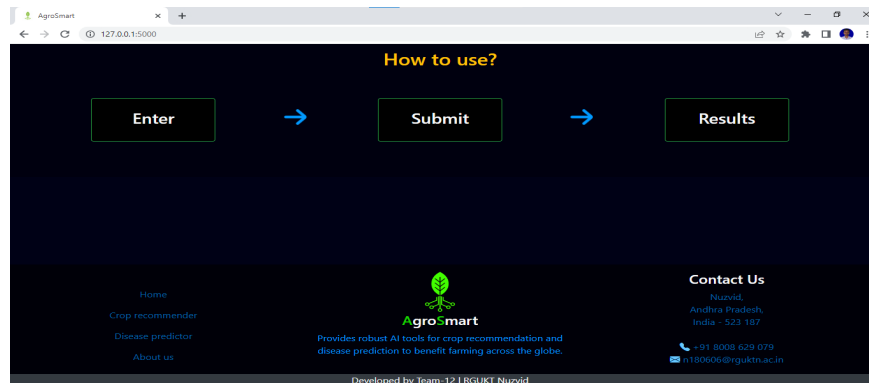 AgroSmart
127.0.0.1:5000
How to use?
Enter
Submit
Results
Home
Crop recommender
Disease predictor
About us
AgroSmart
Provides robust AI tools for crop recommendation and
disease prediction to benefit farming across the globe.
Contact Us
Nuzvid,
Andhra Pradesh,
India - 523 187
+91 8008 629 079
n180606@rguktn.ac.in
Developed by Team-12 | RGUKT Nuzvid